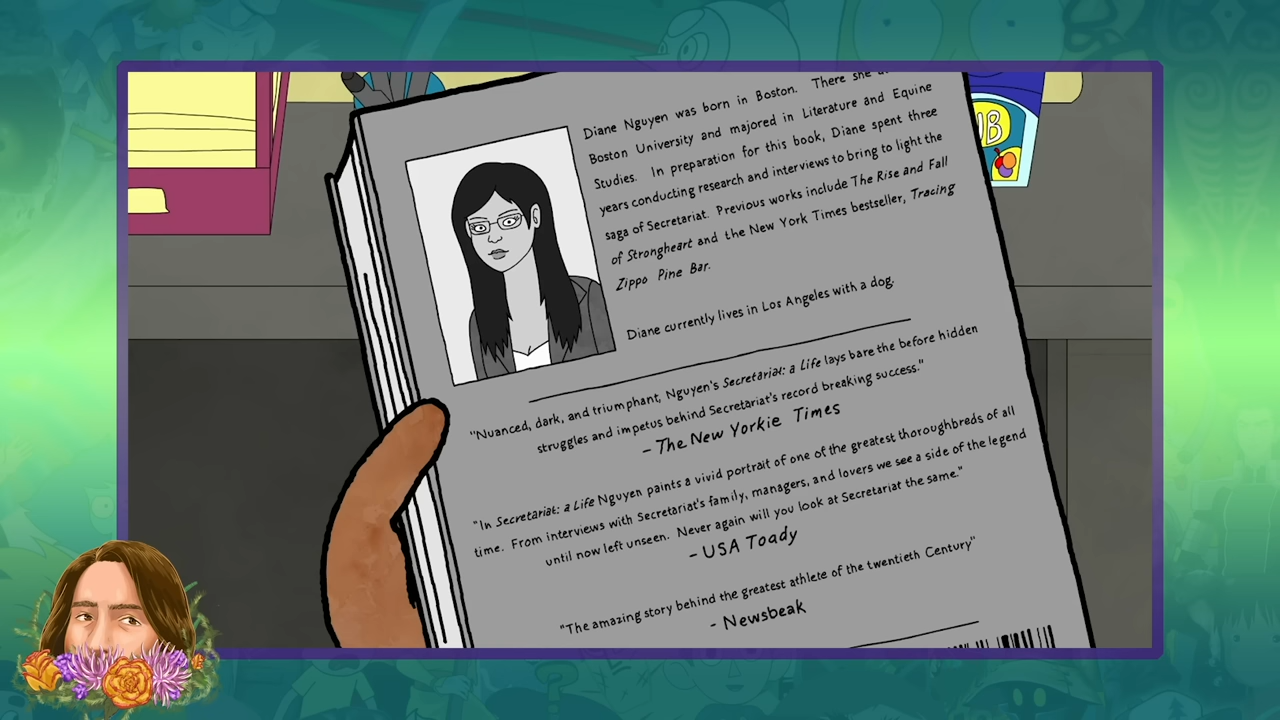 Diane Nguyen was born in Boston. There she
Boston University and majored in Literature and Equine
Studies. In preparation for this book, Diane spent three
years conducting research and interviews to bring to light the
saga of Secretariat. Previous works include The Rise and Fall
of Strongheart and the New York Times bestseller, Tracing
Zippo Pine Bar.
Diane currently lives in Los Angeles with a dog.
"Nuanced, dark, and triumphant, Nguyen's Secretariat: a Life lays bare the before hidden
struggles and impetus behind Secretariat's record breaking success."
- The New Yorkie Times
"In Secretariat: a Life Nguyen paints a vivid portrait of one of the greatest thoroughbreds of all
time. From interviews with Secretariat's family, managers, and lovers we see a side of the legend
until now left unseen. Never again will you look at Secretariat the same."
- USA Toady
"The amazing story behind the greatest athlete of the twentieth Century"
- Newsbeak